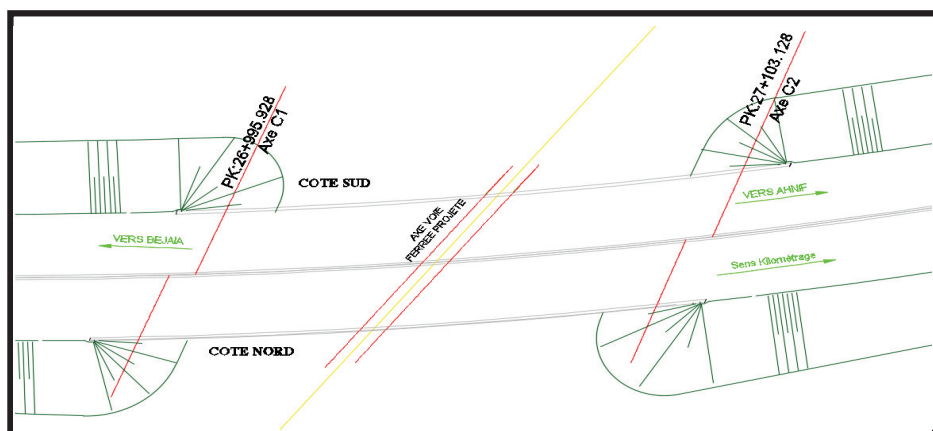 PK:26+995.928
Axe C1
PK:27+103.128
Axe C2
COTE SUD
AXE VOIE
FERREE PROJETE
VERS AHNIF
VERS BEJAIA
Sens Kilométrage
COTE NORD